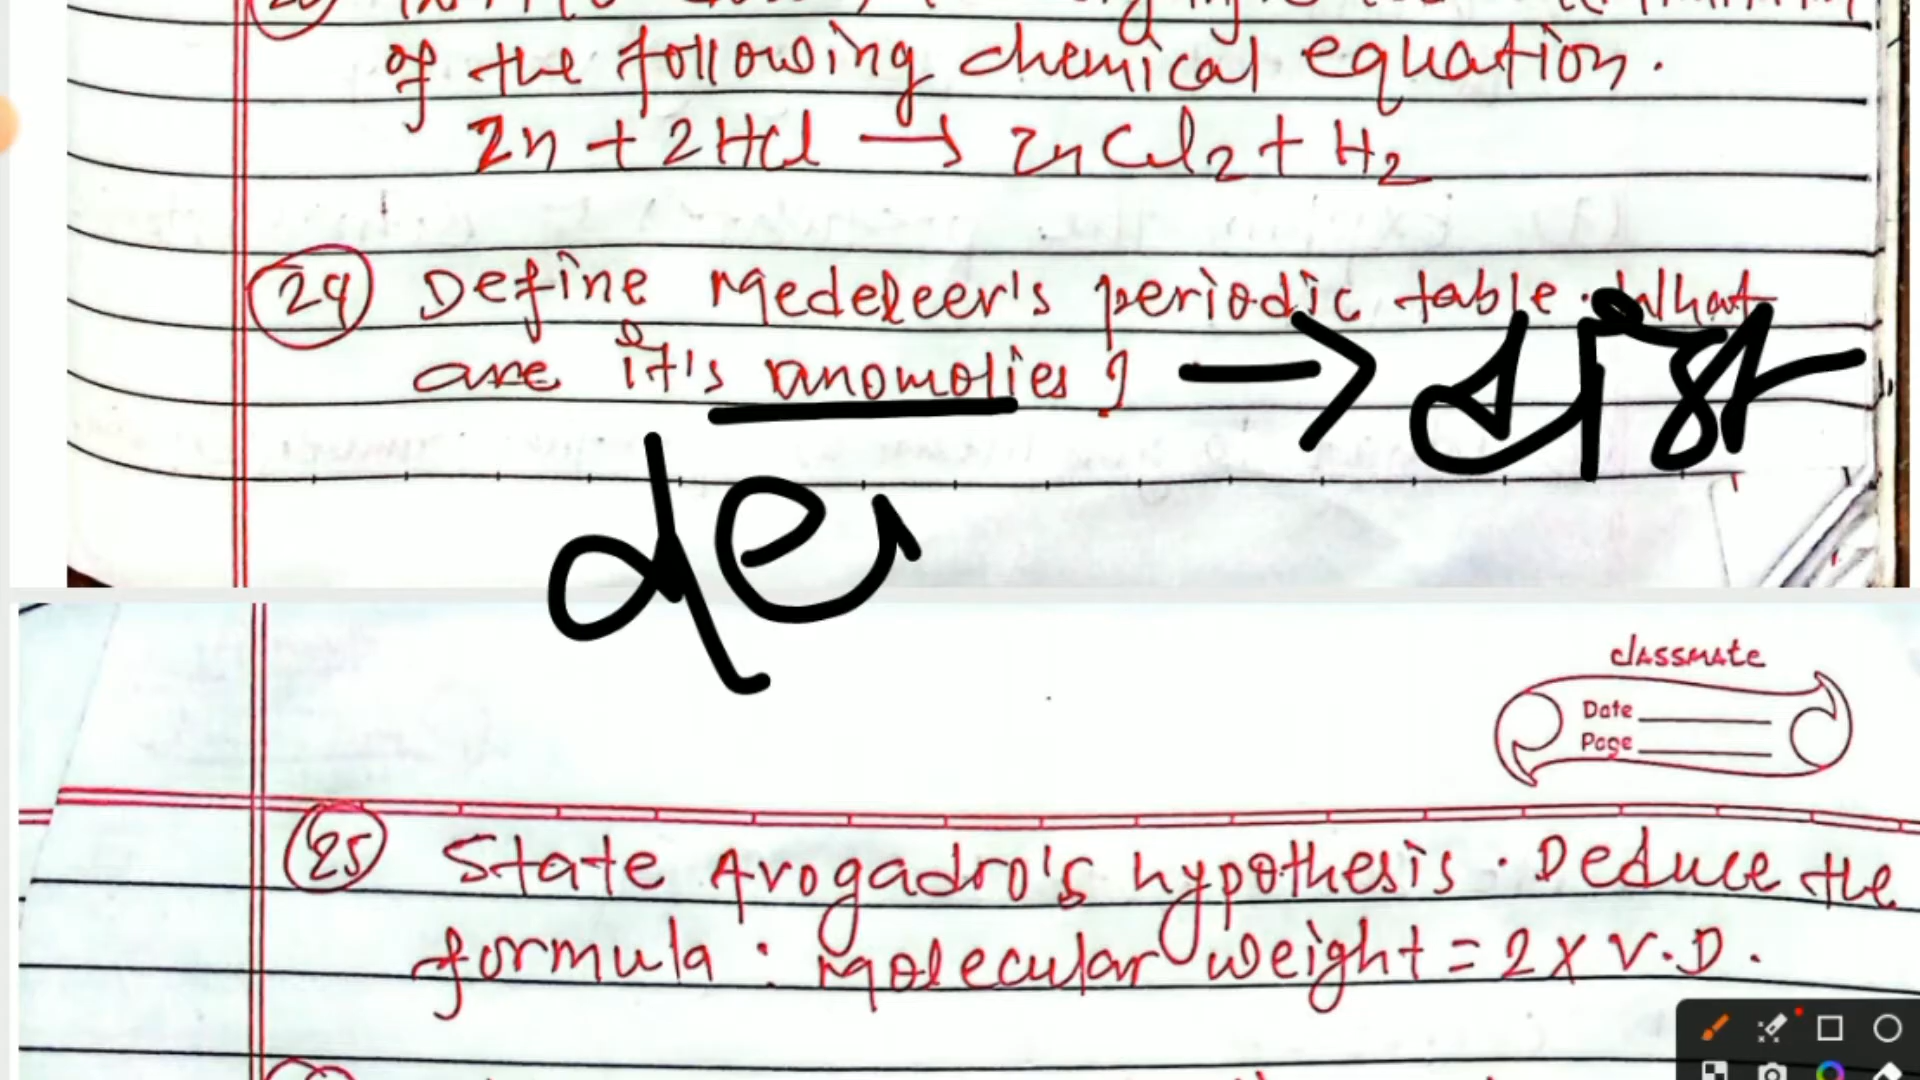 of the following chemical equation.
Zn + 2HCl → ZnCl2 + H2
24 Define Medeleer's periodic table. What
are it's anomolies ?
de
classmate
Date
Page
25 State Avogadro's hypothesis. Deduce the
formula : Molecular weight = 2 x V.D.